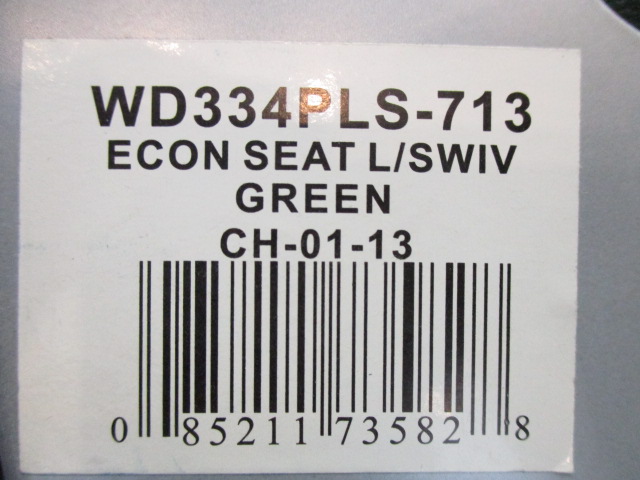 WD334PLS-713
ECON SEAT L/SWIV
GREEN
CH-01-13
0 85211 73582 8